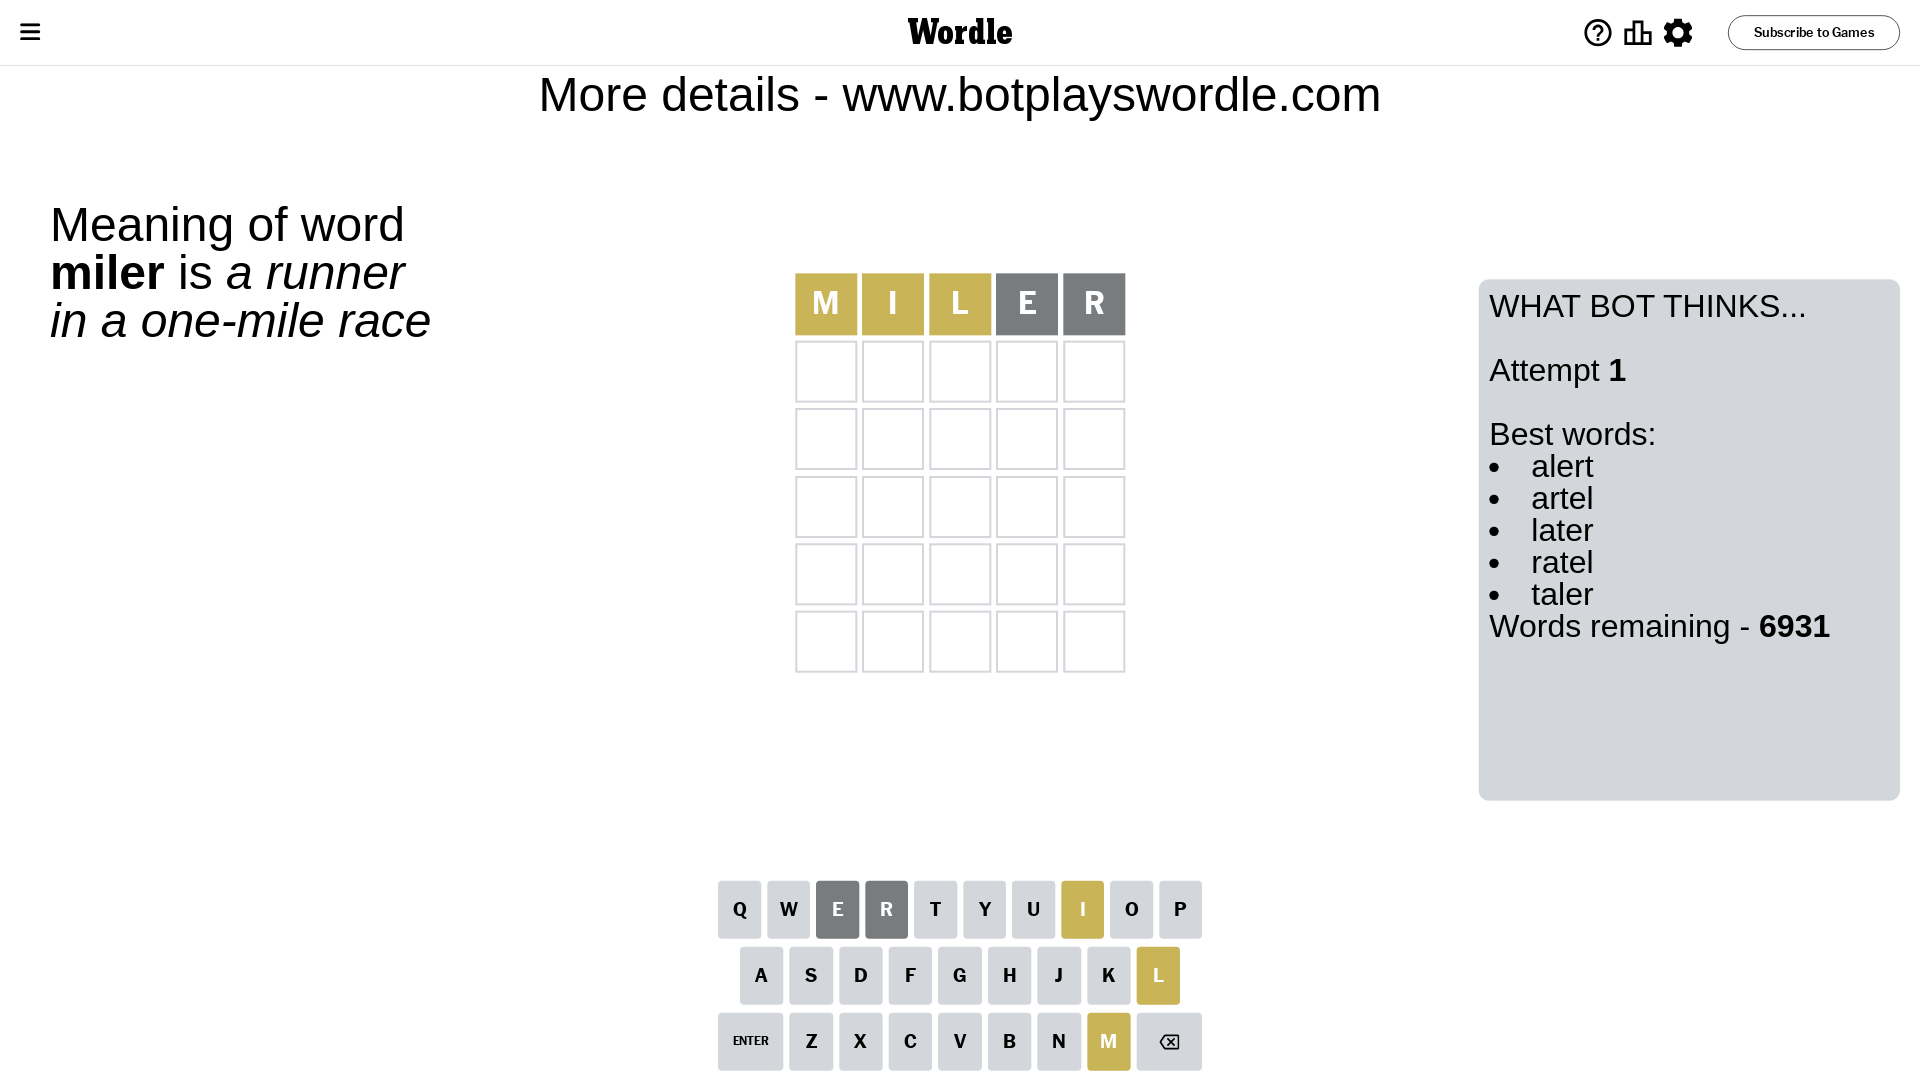 Wordle
Subscribe to Games
More details - www.botplayswordle.com
Meaning of word
miler is a runner
in a one-mile race
M I L E R
WHAT BOT THINKS...
Attempt 1
Best words:
• alert
• artel
• later
• ratel
• taler
Words remaining - 6931
Q W E R T Y U I O P
A S D F G H J K L
ENTER Z X C V B N M